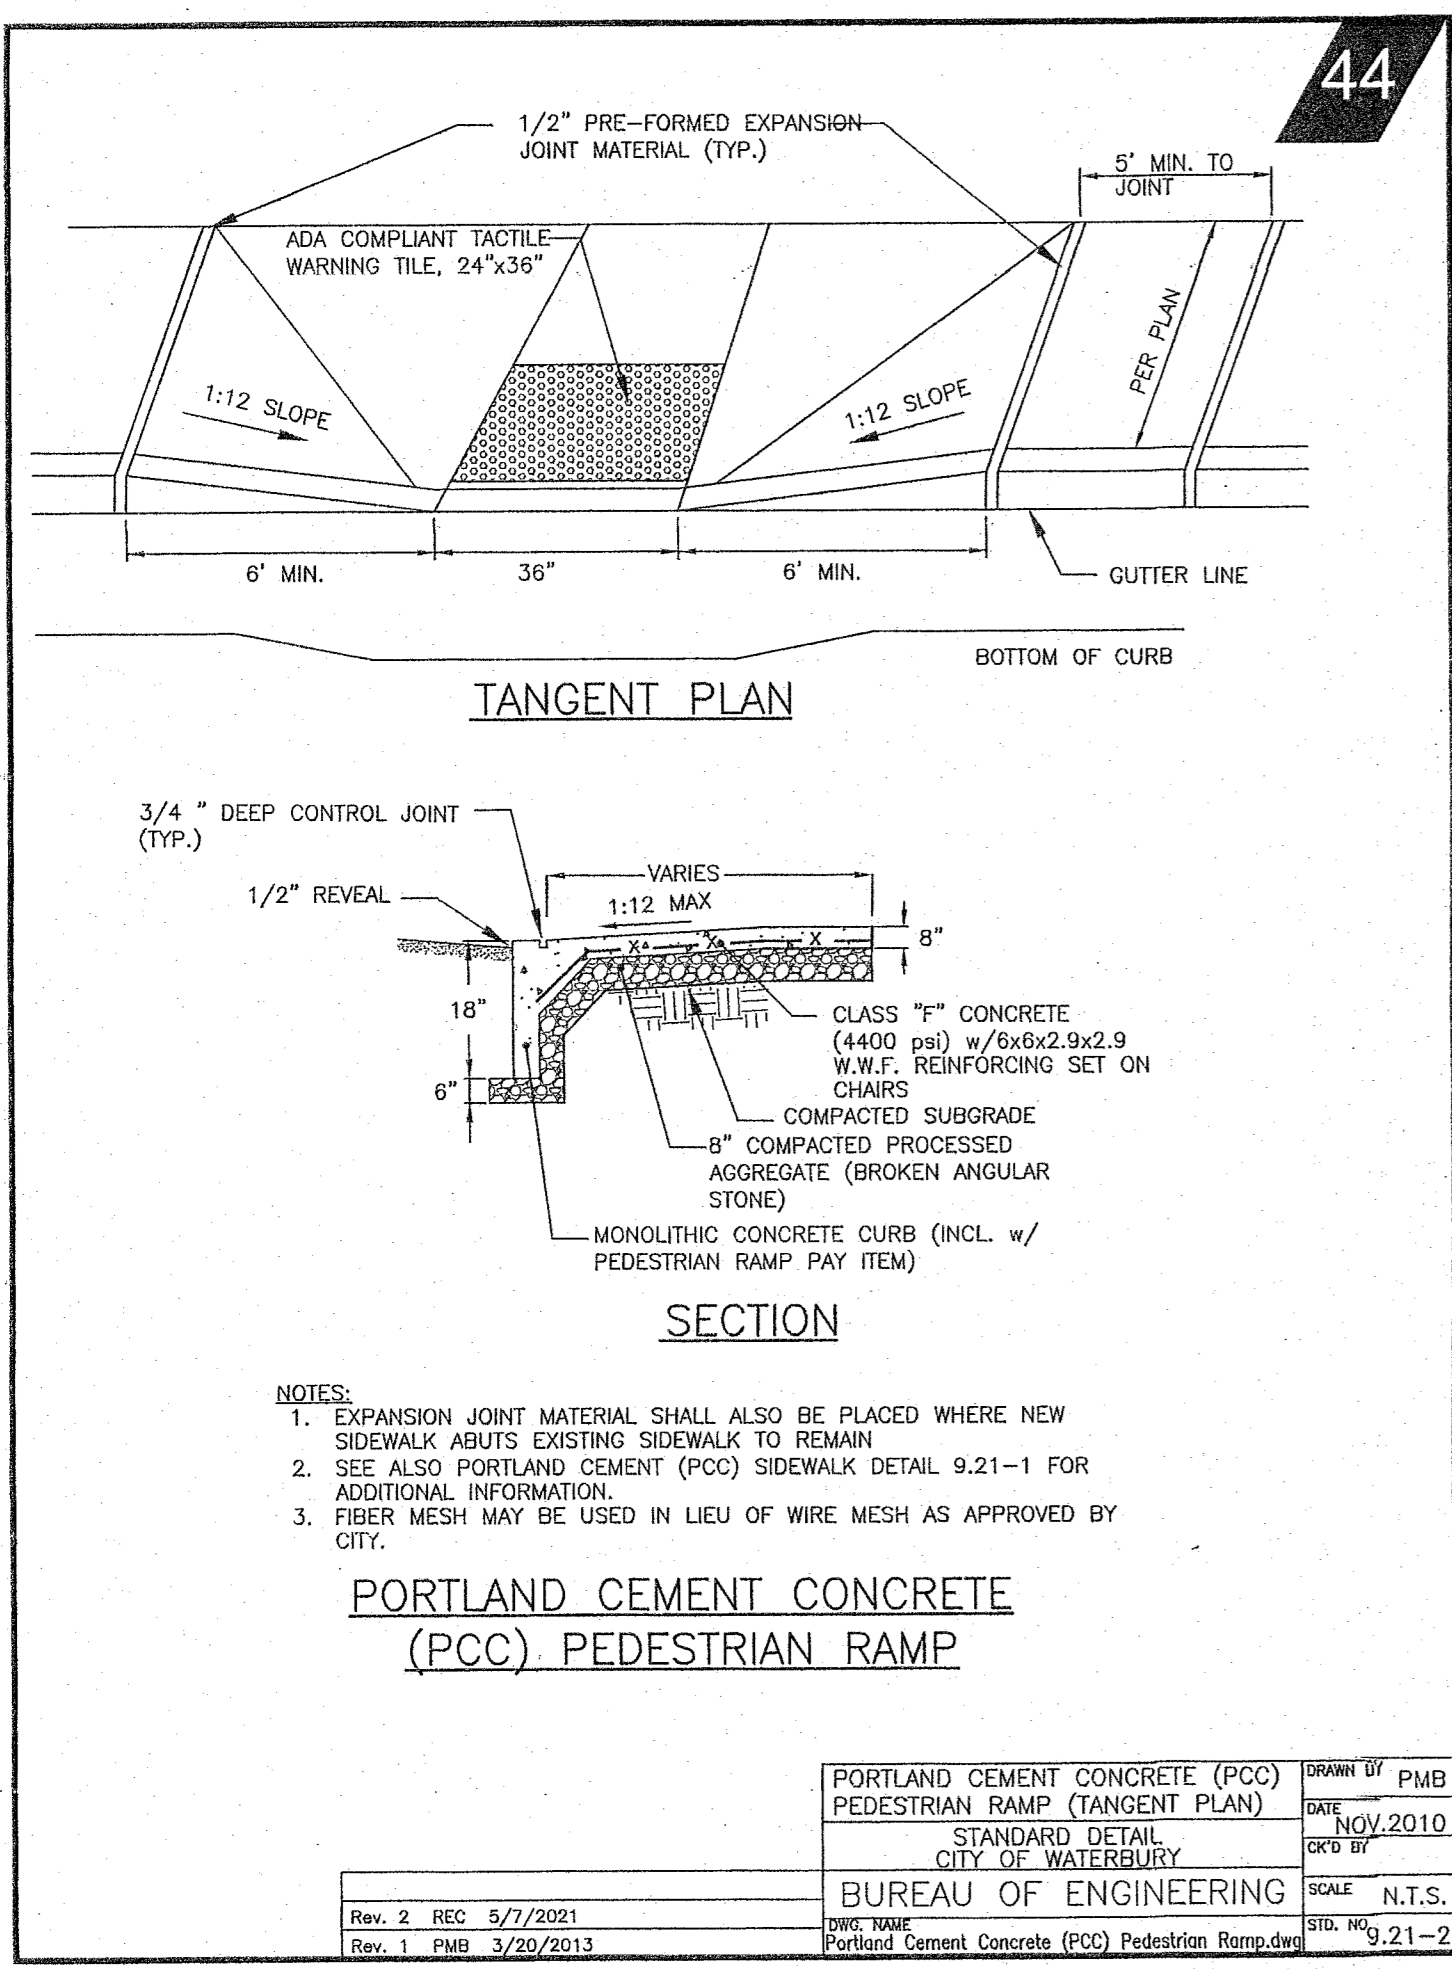 44
1/2" PRE-FORMED EXPANSION
JOINT MATERIAL (TYP.)
5' MIN. TO
JOINT
ADA COMPLIANT TACTILE
WARNING TILE, 24"x36"
PER PLAN
1:12 SLOPE
1:12 SLOPE
6' MIN.
36"
6' MIN.
GUTTER LINE
BOTTOM OF CURB
TANGENT PLAN
3/4 " DEEP CONTROL JOINT
(TYP.)
VARIES
1/2" REVEAL
1:12 MAX
8"
18"
CLASS "F" CONCRETE
(4400 psi) w/6x6x2.9x2.9
W.W.F. REINFORCING SET ON
CHAIRS
6"
COMPACTED SUBGRADE
8" COMPACTED PROCESSED
AGGREGATE (BROKEN ANGULAR
STONE)
MONOLITHIC CONCRETE CURB (INCL. w/
PEDESTRIAN RAMP PAY ITEM)
SECTION
NOTES:
1. EXPANSION JOINT MATERIAL SHALL ALSO BE PLACED WHERE NEW
SIDEWALK ABUTS EXISTING SIDEWALK TO REMAIN
2. SEE ALSO PORTLAND CEMENT (PCC) SIDEWALK DETAIL 9.21-1 FOR
ADDITIONAL INFORMATION.
3. FIBER MESH MAY BE USED IN LIEU OF WIRE MESH AS APPROVED BY
CITY.
PORTLAND CEMENT CONCRETE
(PCC) PEDESTRIAN RAMP
PORTLAND CEMENT CONCRETE (PCC)
PEDESTRIAN RAMP (TANGENT PLAN)
STANDARD DETAIL
CITY OF WATERBURY
BUREAU OF ENGINEERING
DWG. NAME
Portland Cement Concrete (PCC) Pedestrian Ramp.dwg
DRAWN BY PMB
DATE NOV.2010
CK'D BY
SCALE N.T.S.
STD. NO. 9.21-2
Rev. 2 REC 5/7/2021
Rev. 1 PMB 3/20/2013